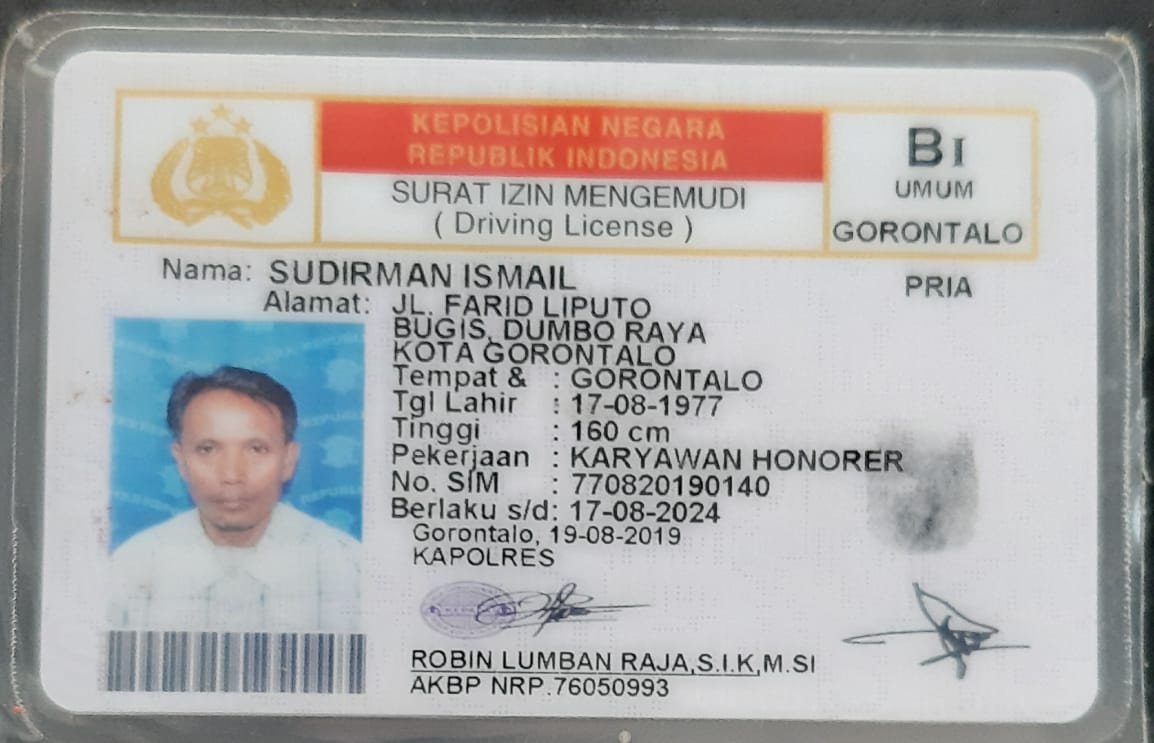 KEPOLISIAN NEGARA
REPUBLIK INDONESIA
SURAT IZIN MENGEMUDI
( Driving License )
BI
UMUM
GORONTALO
Nama: SUDIRMAN ISMAIL
PRIA
Alamat: JL. FARID LIPUTO
BUGIS, DUMBO RAYA
KOTA GORONTALO
Tempat & : GORONTALO
Tgl Lahir : 17-08-1977
Tinggi : 160 cm
Pekerjaan : KARYAWAN HONORER
No. SIM : 770820190140
Berlaku s/d: 17-08-2024
Gorontalo, 19-08-2019
KAPOLRES
ROBIN LUMBAN RAJA,S.I.K,M.SI
AKBP NRP.76050993